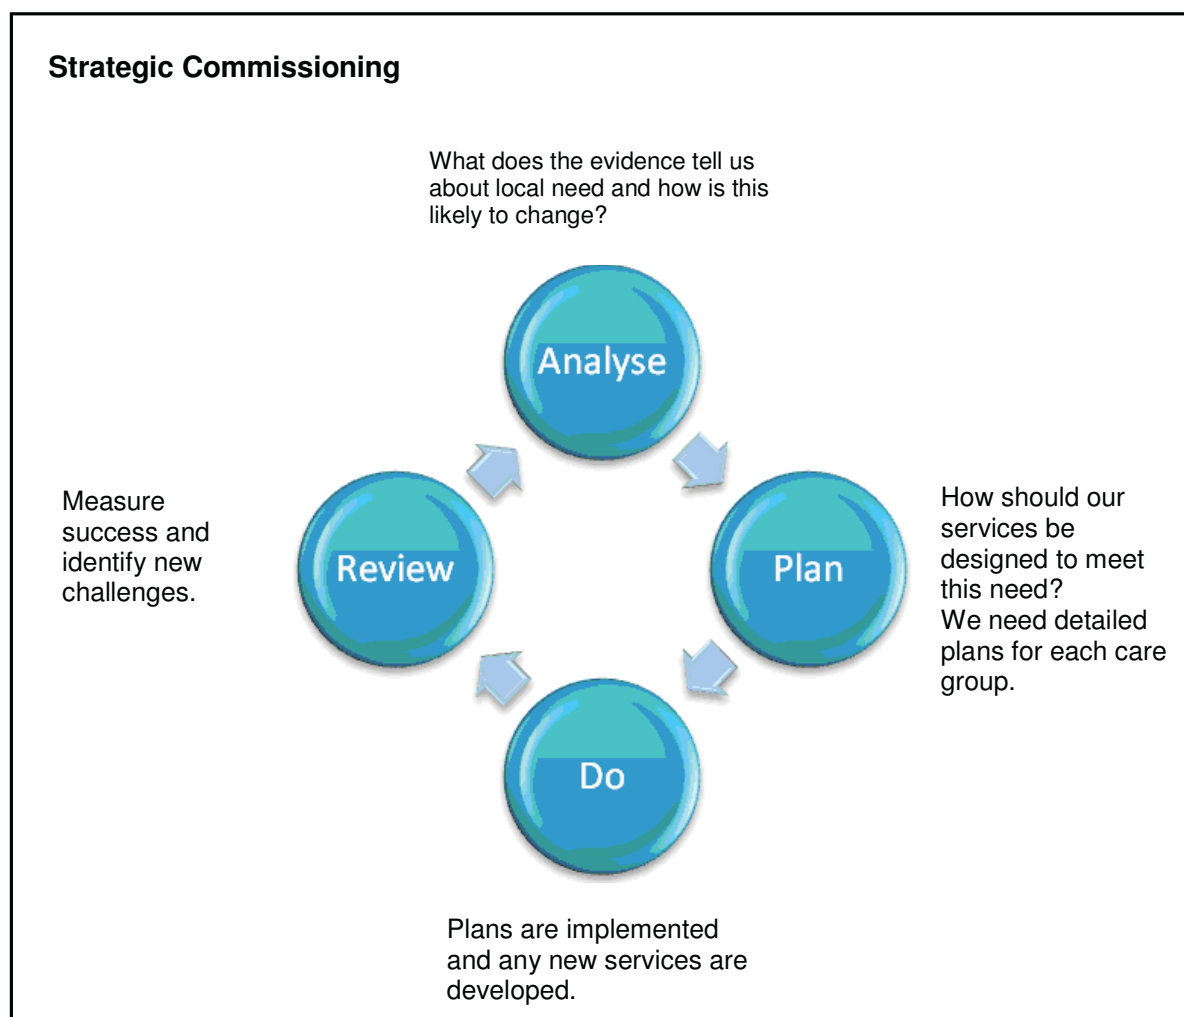 Strategic Commissioning
What does the evidence tell us
about local need and how is this
likely to change?
Analyse
Measure
success and
identify new
challenges.
Review
Plan
How should our
services be
designed to meet
this need?
We need detailed
plans for each care
group.
Do
Plans are implemented
and any new services are
developed.